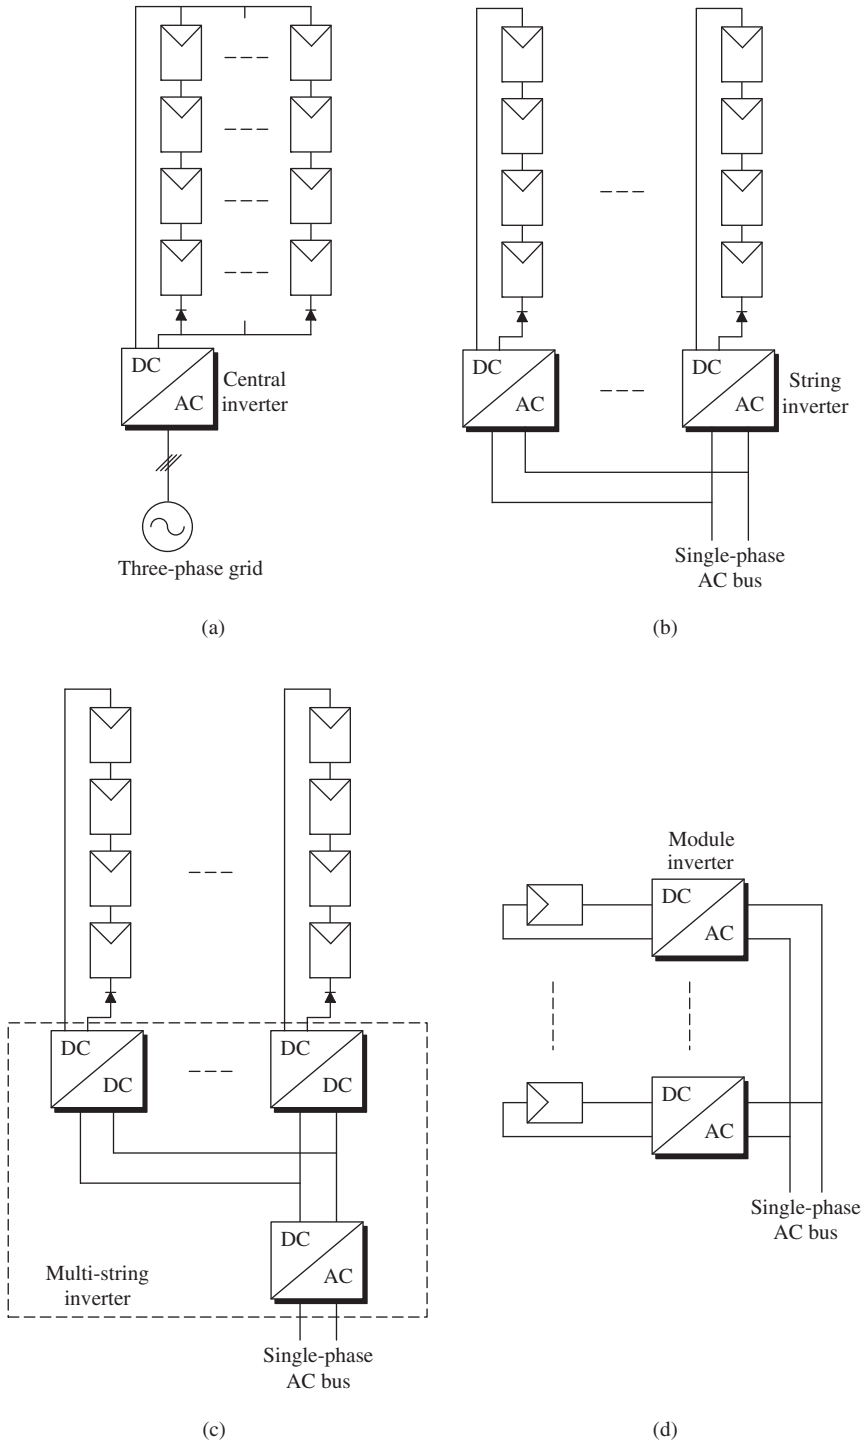 DC
AC
Central
inverter
Three-phase grid
(a)
DC
AC
DC
AC
String
inverter
Single-phase
AC bus
(b)
DC
DC
DC
DC
DC
AC
Multi-string
inverter
Single-phase
AC bus
(c)
Module
inverter
DC
AC
DC
AC
Single-phase
AC bus
(d)